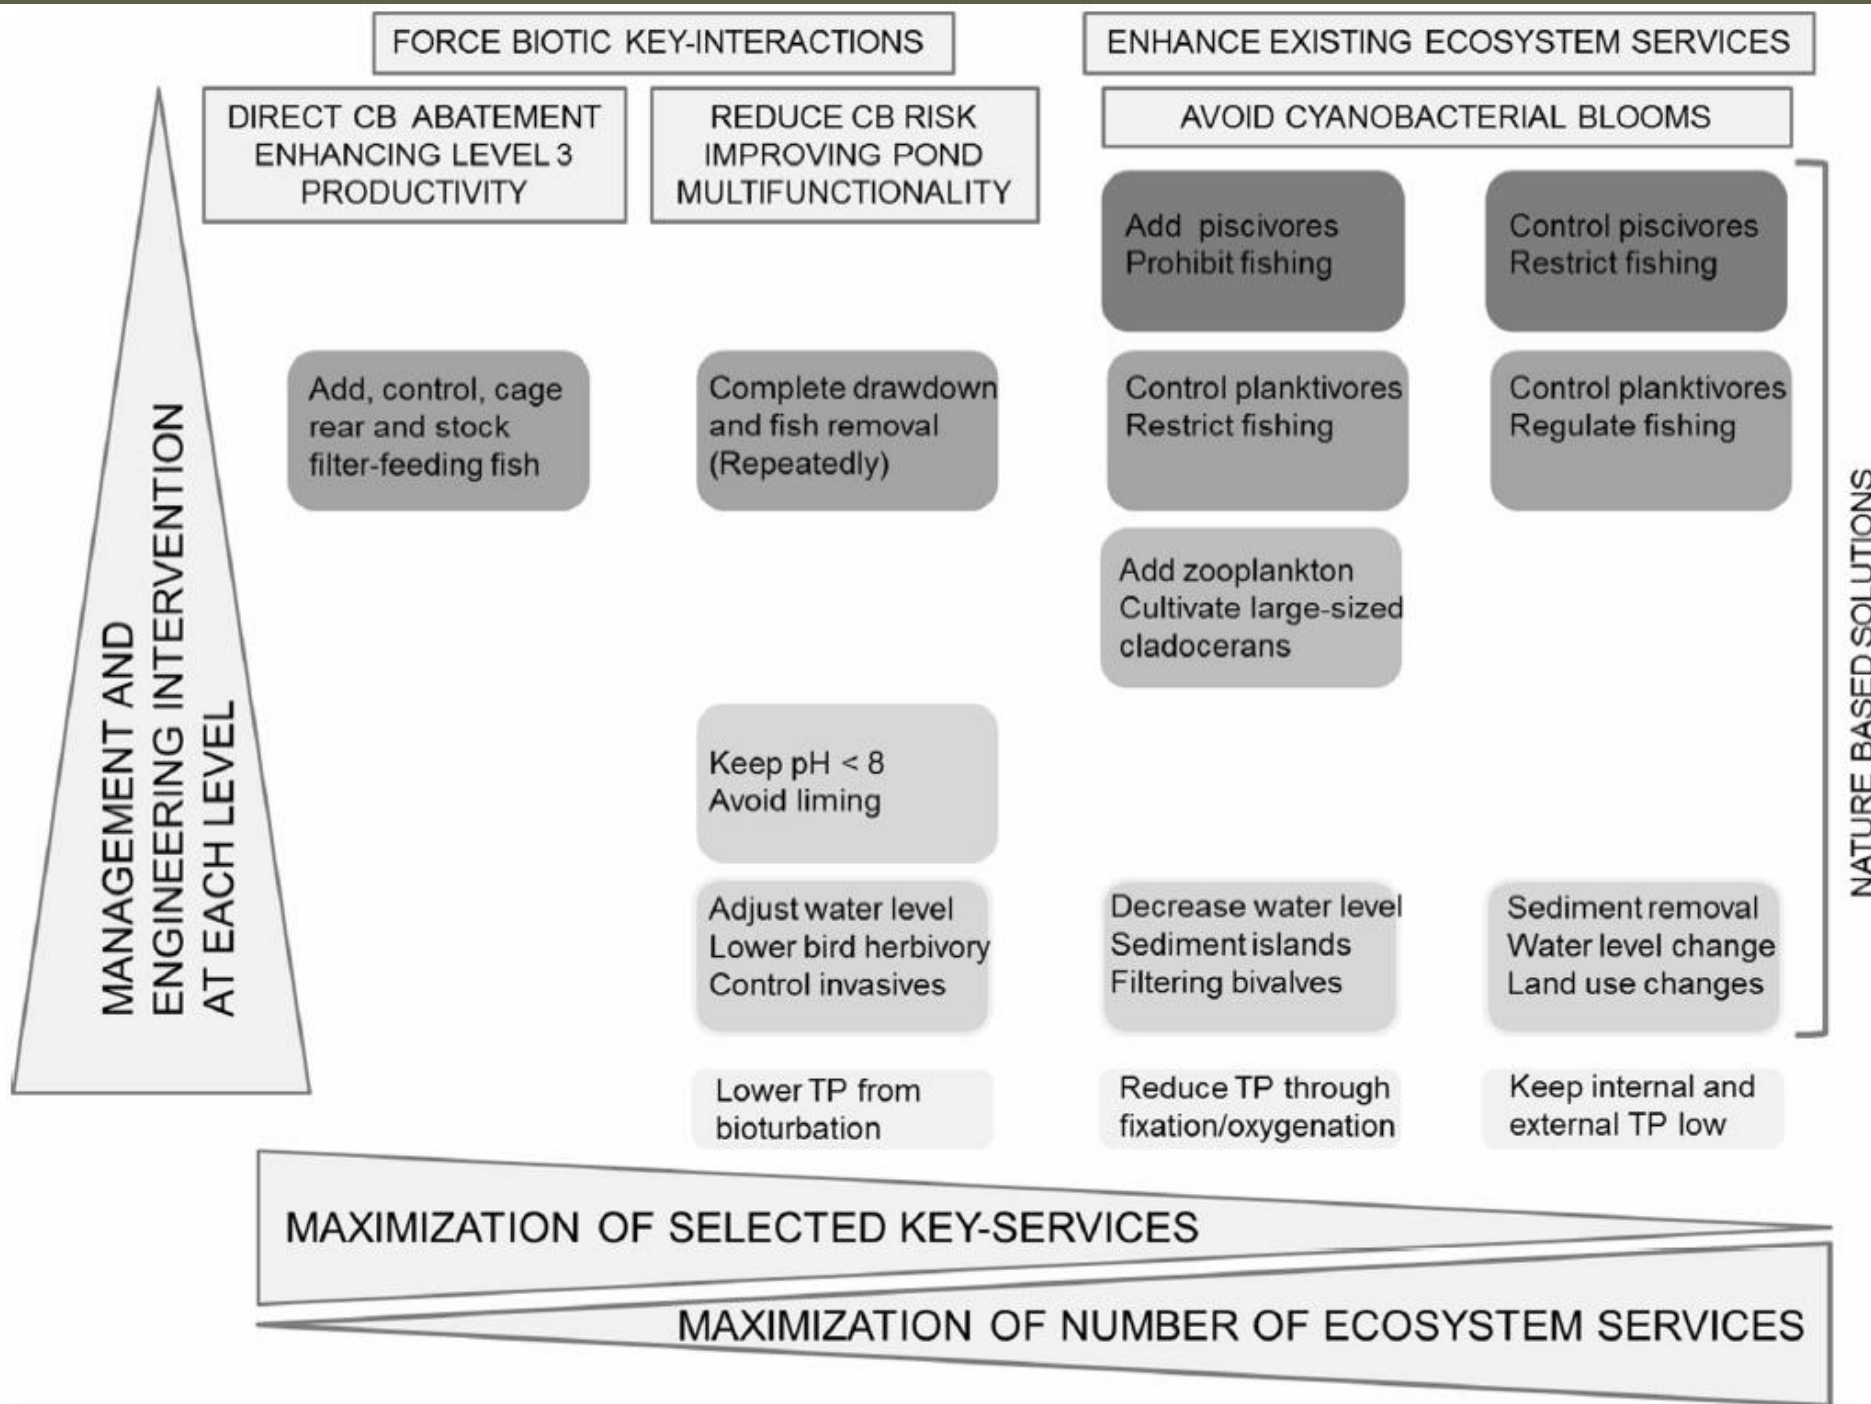 FORCE BIOTIC KEY-INTERACTIONS
ENHANCE EXISTING ECOSYSTEM SERVICES
DIRECT CB ABATEMENT
ENHANCING LEVEL 3
PRODUCTIVITY
REDUCE CB RISK
IMPROVING POND
MULTIFUNCTIONALITY
AVOID CYANOBACTERIAL BLOOMS
Add piscivores
Prohibit fishing
Control piscivores
Restrict fishing
Add, control, cage
rear and stock
filter-feeding fish
Complete drawdown
and fish removal
(Repeatedly)
Control planktivores
Restrict fishing
Control planktivores
Regulate fishing
Add zooplankton
Cultivate large-sized
cladocerans
Keep pH < 8
Avoid liming
Adjust water level
Lower bird herbivory
Control invasives
Decrease water level
Sediment islands
Filtering bivalves
Sediment removal
Water level change
Land use changes
Lower TP from
bioturbation
Reduce TP through
fixation/oxygenation
Keep internal and
external TP low
MANAGEMENT AND
ENGINEERING INTERVENTION
AT EACH LEVEL
NATURE BASED SOLUTIONS
MAXIMIZATION OF SELECTED KEY-SERVICES
MAXIMIZATION OF NUMBER OF ECOSYSTEM SERVICES